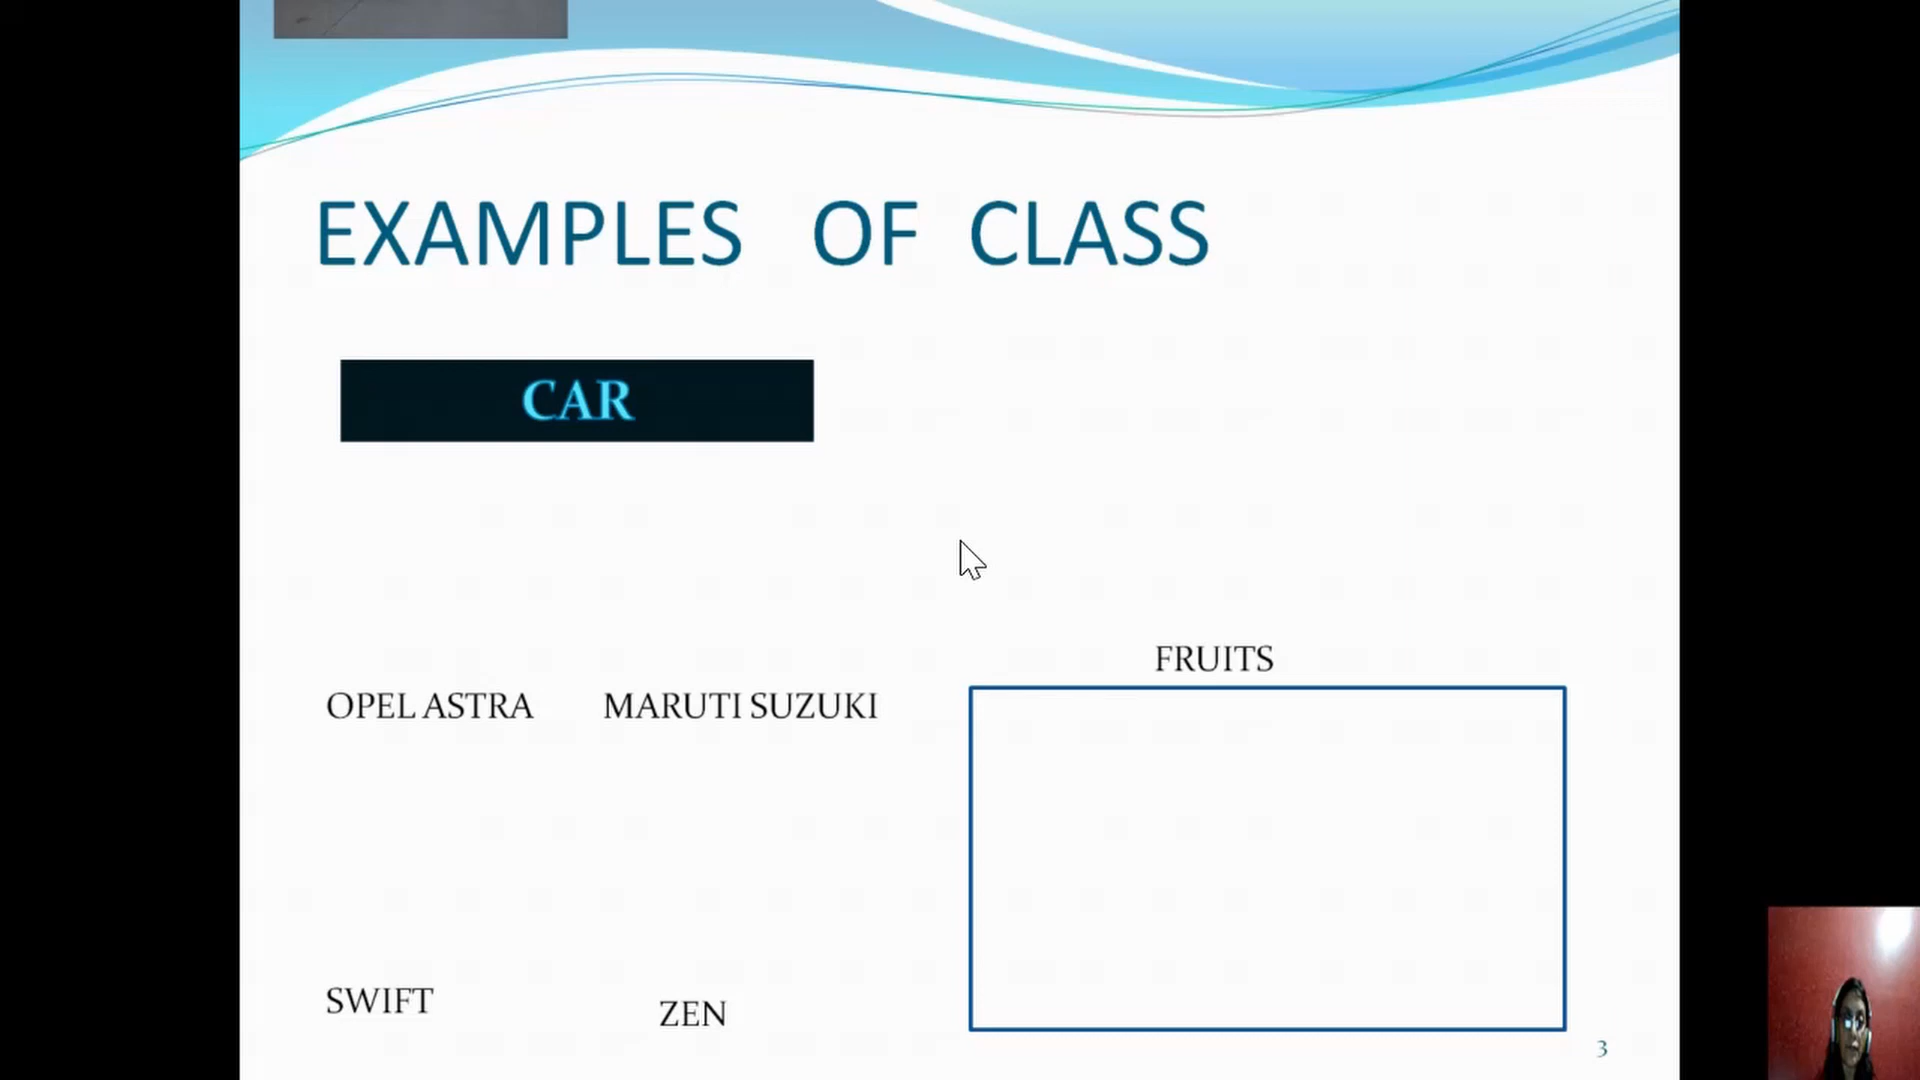 EXAMPLES OF CLASS
CAR
FRUITS
OPEL ASTRA
MARUTI SUZUKI
SWIFT
ZEN
3